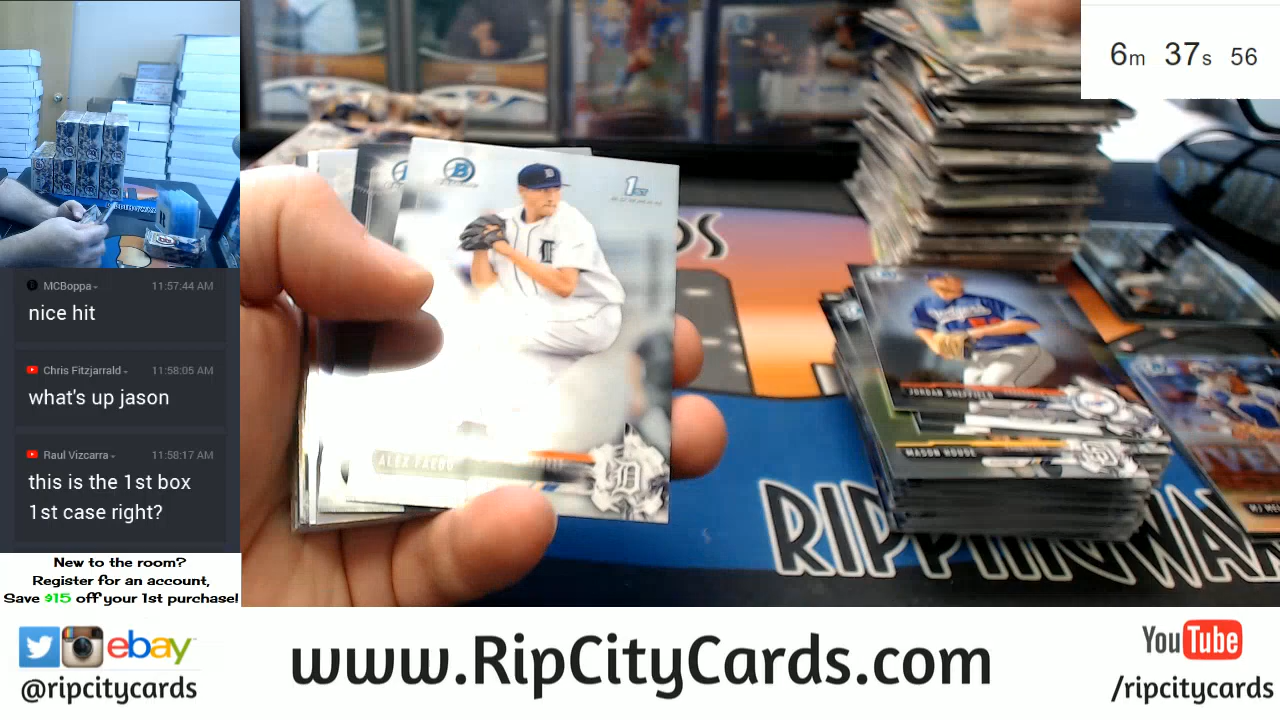 6m 37s 56
B
1ST
BOWMAN
D
ALEX FAEDO
Dodgers
JORDAN SHEFFIELD
MASON HOUSE
RIPPINGWAX
MCBoppa 11:57:44 AM
nice hit
Chris Fitzjarrald 11:58:05 AM
what's up jason
Raul Vizcarra 11:58:17 AM
this is the 1st box
1st case right?
New to the room?
Register for an account,
Save $15 off your 1st purchase!
ebay
@ripcitycards
www.RipCityCards.com
YouTube
/ripcitycards